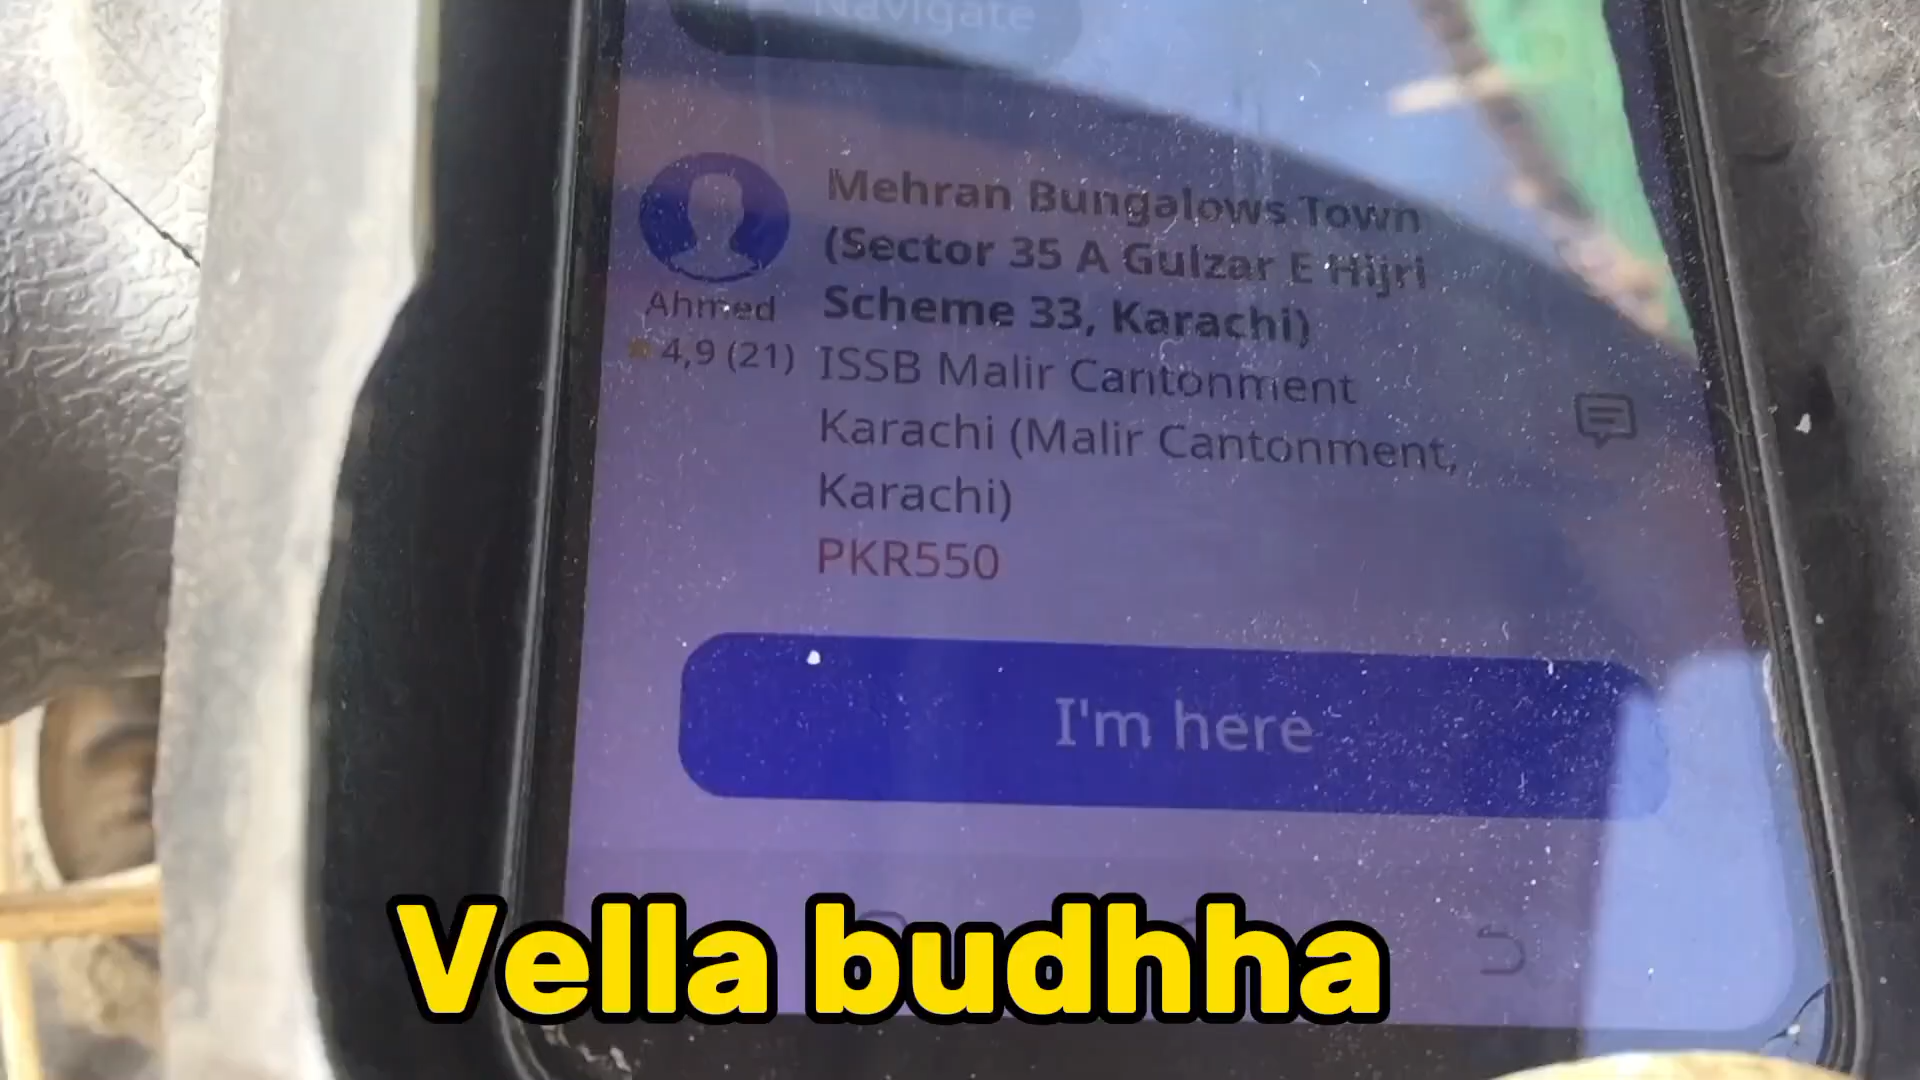 Navigate
Mehran Bungalows Town
(Sector 35 A Gulzar E Hijri
Scheme 33, Karachi)
Ahmed
4,9 (21)
ISSB Malir Cantonment
Karachi (Malir Cantonment,
Karachi)
PKR550
I'm here
Vella budhha